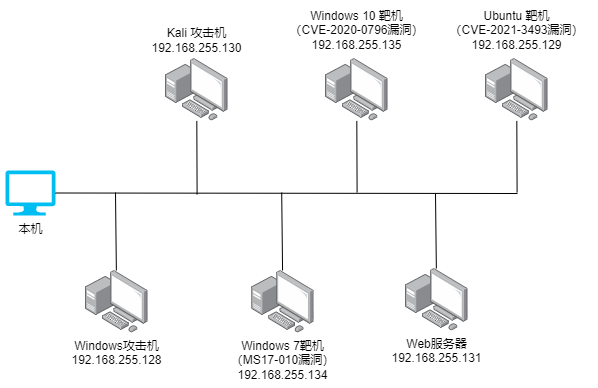 Kali 攻击机
192.168.255.130
Windows 10 靶机
(CVE-2020-0796漏洞)
192.168.255.135
Ubuntu 靶机
(CVE-2021-3493漏洞)
192.168.255.129
本机
Windows攻击机
192.168.255.128
Windows 7靶机
(MS17-010漏洞)
192.168.255.134
Web服务器
192.168.255.131